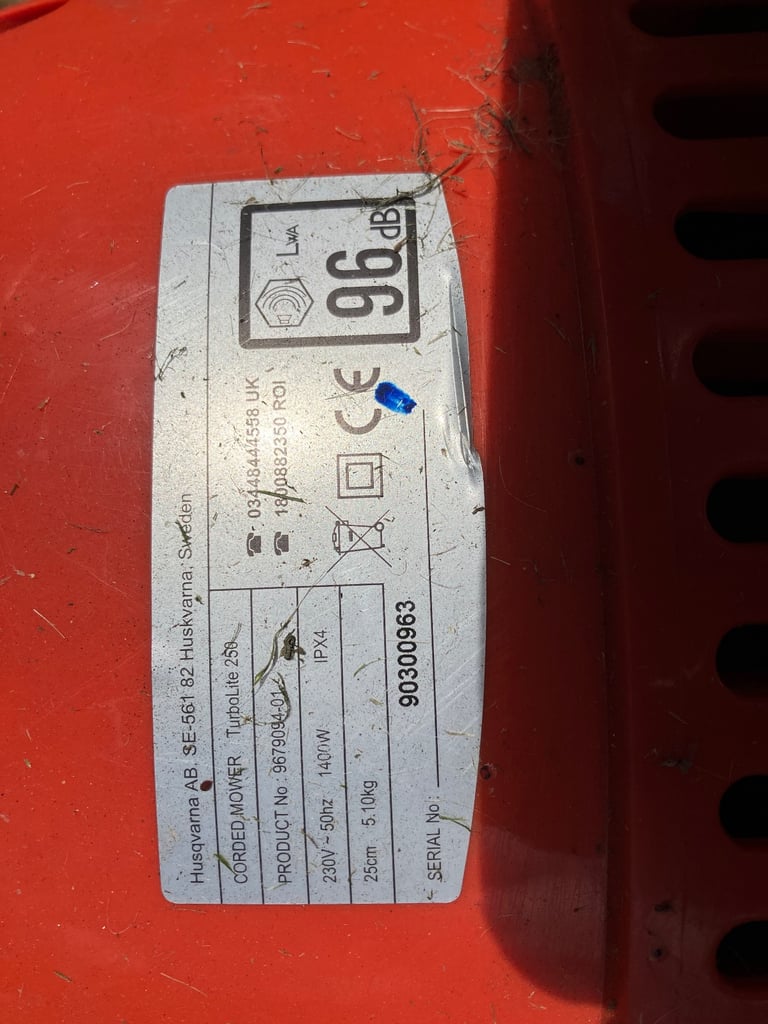 Husqvarna AB, SE-561 82 Huskvarna, Sweden
CORDED MOWER TurboLite 250
PRODUCT No : 9679094-01
230V ~ 50hz 1400W IPX4
25cm 5.10kg
90300963
SERIAL No :
03448444558 UK
1800882350 ROI
CE
LWA
96 dB